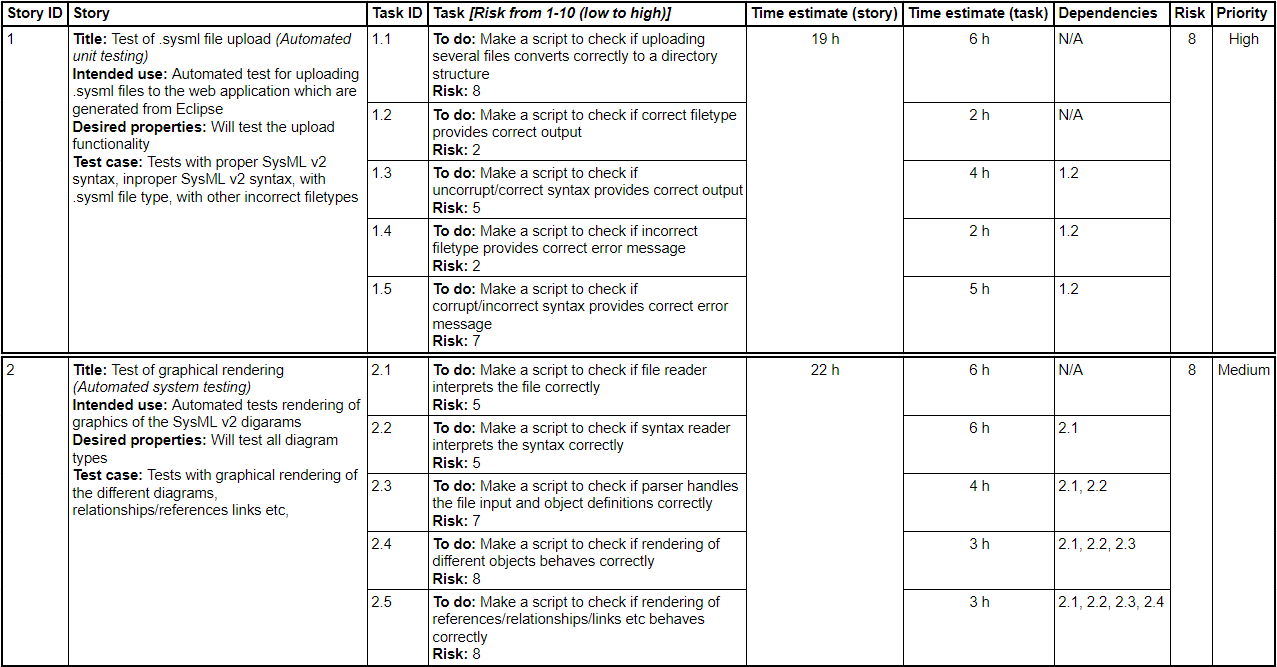 Story ID Story Task ID Task [Risk from 1-10 (low to high)] Time estimate (story) Time estimate (task) Dependencies Risk Priority
1
Title: Test of .sysml file upload (Automated
unit testing)
Intended use: Automated test for uploading
.sysml files to the web application which are
generated from Eclipse
Desired properties: Will test the upload
functionality
Test case: Tests with proper SysML v2
syntax, inproper SysML v2 syntax, with
.sysml file type, with other incorrect filetypes
1.1
To do: Make a script to check if uploading
several files converts correctly to a directory
structure
Risk: 8
19 h
6 h
N/A
8
High
1.2
To do: Make a script to check if correct filetype
provides correct output
Risk: 2
2 h
N/A
1.3
To do: Make a script to check if
uncorrupt/correct syntax provides correct output
Risk: 5
4 h
1.2
1.4
To do: Make a script to check if incorrect
filetype provides correct error message
Risk: 2
2 h
1.2
1.5
To do: Make a script to check if
corrupt/incorrect syntax provides correct error
message
Risk: 7
5 h
1.2
2
Title: Test of graphical rendering
(Automated system testing)
Intended use: Automated tests rendering of
graphics of the SysML v2 digarams
Desired properties: Will test all diagram
types
Test case: Tests with graphical rendering of
the different diagrams,
relationships/references links etc,
2.1
To do: Make a script to check if file reader
interprets the file correctly
Risk: 5
22 h
6 h
N/A
8
Medium
2.2
To do: Make a script to check if syntax reader
interprets the syntax correctly
Risk: 5
6 h
2.1
2.3
To do: Make a script to check if parser handles
the file input and object definitions correctly
Risk: 7
4 h
2.1, 2.2
2.4
To do: Make a script to check if rendering of
different objects behaves correctly
Risk: 8
3 h
2.1, 2.2, 2.3
2.5
To do: Make a script to check if rendering of
references/relationships/links etc behaves
correctly
Risk: 8
3 h
2.1, 2.2, 2.3, 2.4